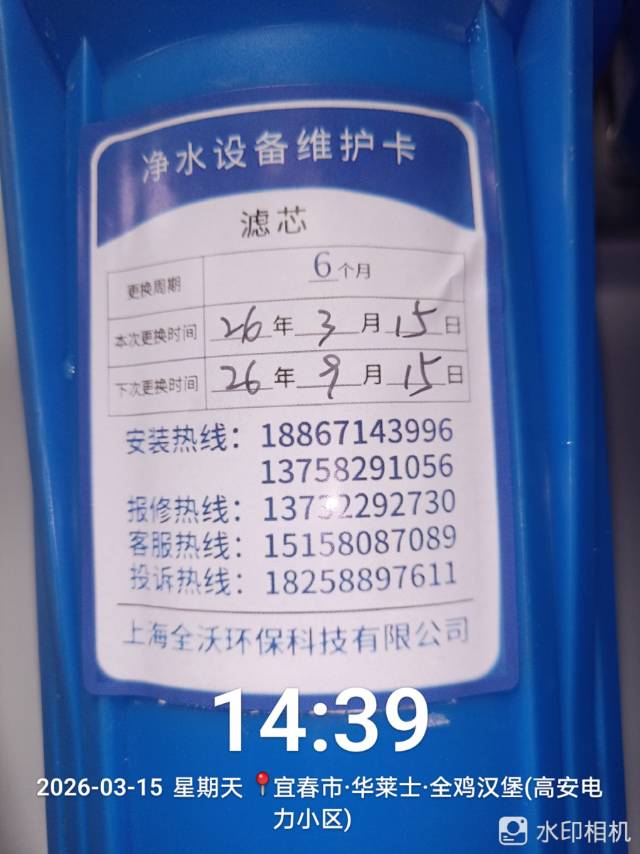 净水设备维护卡
滤芯
更换周期 6个月
本次更换时间 26年3月15日
下次更换时间 26年9月15日
安装热线：18867143996
13758291056
报修热线：13732292730
客服热线：15158087089
投诉热线：18258897611
上海全沃环保科技有限公司
14:39
2026-03-15 星期天 📍宜春市·华莱士·全鸡汉堡(高安电
力小区)
水印相机